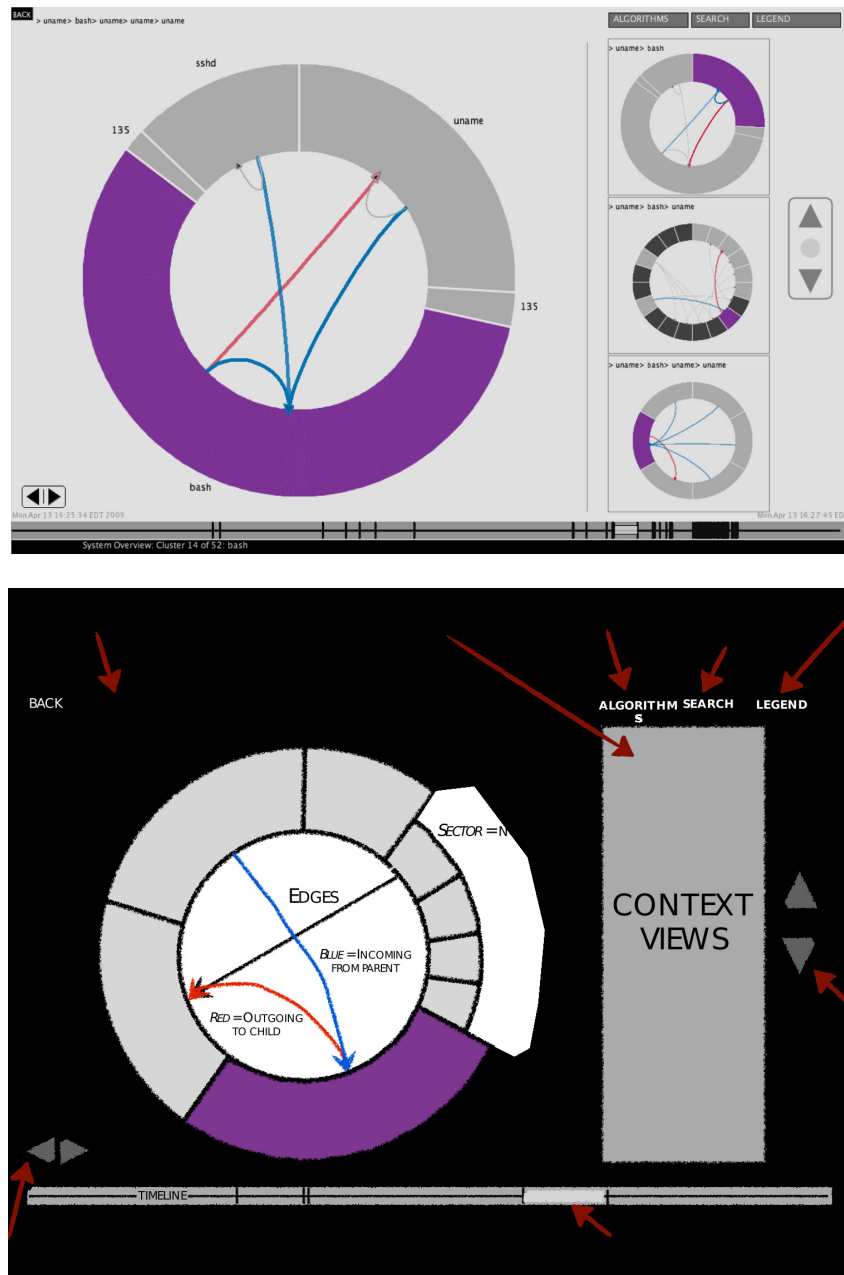 BACK
> uname> bash> uname> uname> uname
ALGORITHMS
SEARCH
LEGEND
> uname> bash
sshd
135
uname
> uname> bash> uname
135
> uname> bash> uname> uname
bash
Mon Apr 13 16:25:34 EDT 2009
Mon Apr 13 16:27:45 ED
System Overview: Cluster 14 of 52: bash
BACK
ALGORITHM
S
SEARCH
LEGEND
SECTOR = N
EDGES
BLUE = INCOMING
FROM PARENT
CONTEXT
VIEWS
RED = OUTGOING
TO CHILD
TIMELINE